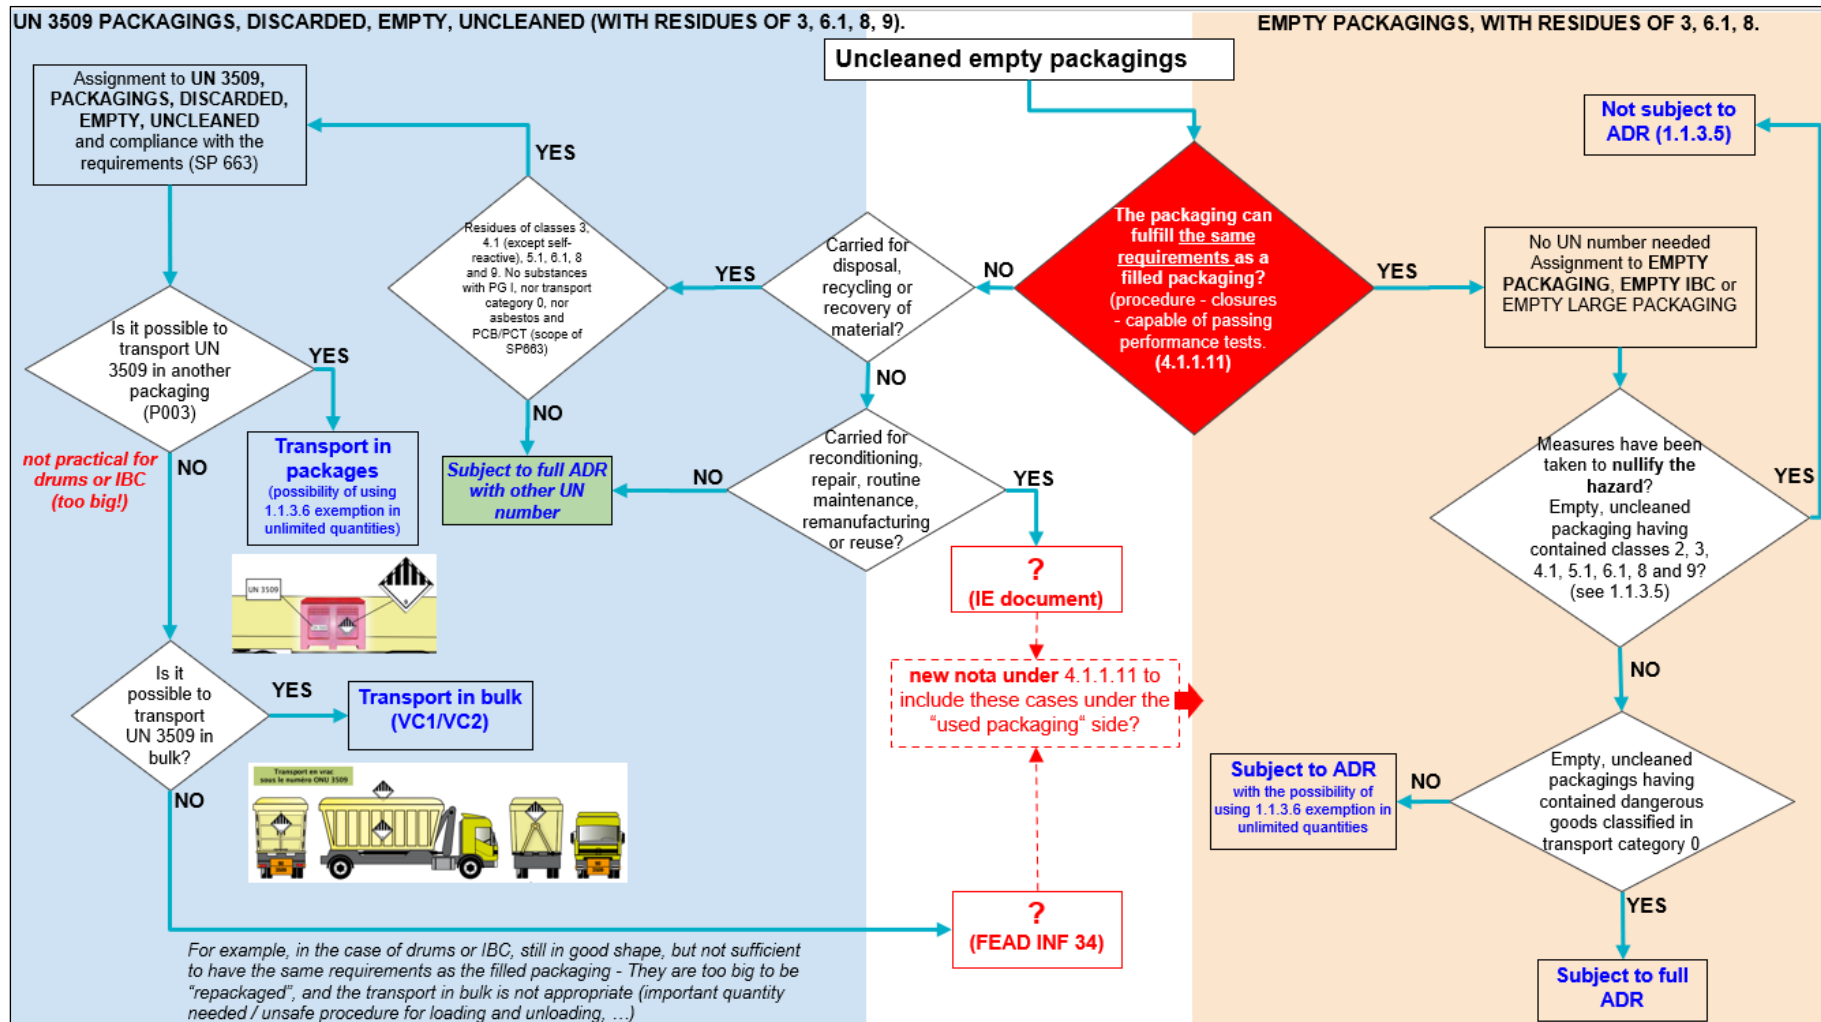 UN 3509 PACKAGINGS, DISCARDED, EMPTY, UNCLEANED (WITH RESIDUES OF 3, 6.1, 8, 9).
EMPTY PACKAGINGS, WITH RESIDUES OF 3, 6.1, 8.
Uncleaned empty packagings
Assignment to UN 3509,
PACKAGINGS, DISCARDED,
EMPTY, UNCLEANED
and compliance with the
requirements (SP 663)
YES
Residues of classes 3,
4.1 (except self-
reactive), 5.1, 6.1, 8
and 9. No substances
with PG I, nor transport
category 0, nor
asbestos and
PCB/PCT (scope of
SP663)
YES
Carried for
disposal,
recycling or
recovery of
material?
NO
The packaging can
fulfill the same
requirements as a
filled packaging?
(procedure - closures
- capable of passing
performance tests.
(4.1.1.11)
YES
Not subject to
ADR (1.1.3.5)
No UN number needed
Assignment to EMPTY
PACKAGING, EMPTY IBC or
EMPTY LARGE PACKAGING
Is it possible to
transport UN
3509 in another
packaging
(P003)
YES
NO
not practical for
drums or IBC
(too big!)
Transport in
packages
(possibility of using
1.1.3.6 exemption in
unlimited quantities)
NO
Subject to full ADR
with other UN
number
NO
NO
Carried for
reconditioning,
repair, routine
maintenance,
remanufacturing
or reuse?
YES
Measures have been
taken to nullify the
hazard?
Empty, uncleaned
packaging having
contained classes 2, 3,
4.1, 5.1, 6.1, 8 and 9?
(see 1.1.3.5)
YES
NO
UN 3509
?
(IE document)
new nota under 4.1.1.11 to
include these cases under the
“used packaging“ side?
Is it
possible to
transport
UN 3509 in
bulk?
YES
Transport in bulk
(VC1/VC2)
NO
Transport en vrac
sous le numéro ONU 3509
Subject to ADR
with the possibility of
using 1.1.3.6 exemption in
unlimited quantities
NO
Empty, uncleaned
packagings having
contained dangerous
goods classified in
transport category 0
YES
?
(FEAD INF 34)
Subject to full
ADR
For example, in the case of drums or IBC, still in good shape, but not sufficient
to have the same requirements as the filled packaging - They are too big to be
“repackaged”, and the transport in bulk is not appropriate (important quantity
needed / unsafe procedure for loading and unloading, …)